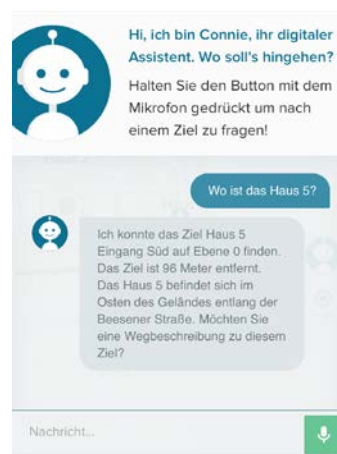 Hi, ich bin Connie, ihr digitaler
Assistent. Wo soll's hingehen?
Halten Sie den Button mit dem
Mikrofon gedrückt um nach
einem Ziel zu fragen!
Wo ist das Haus 5?
Ich konnte das Ziel Haus 5
Eingang Süd auf Ebene 0 finden.
Das Ziel ist 96 Meter entfernt.
Das Haus 5 befindet sich im
Osten des Geländes entlang der
Beesener Straße. Möchten Sie
eine Wegbeschreibung zu diesem
Ziel?
Nachricht...